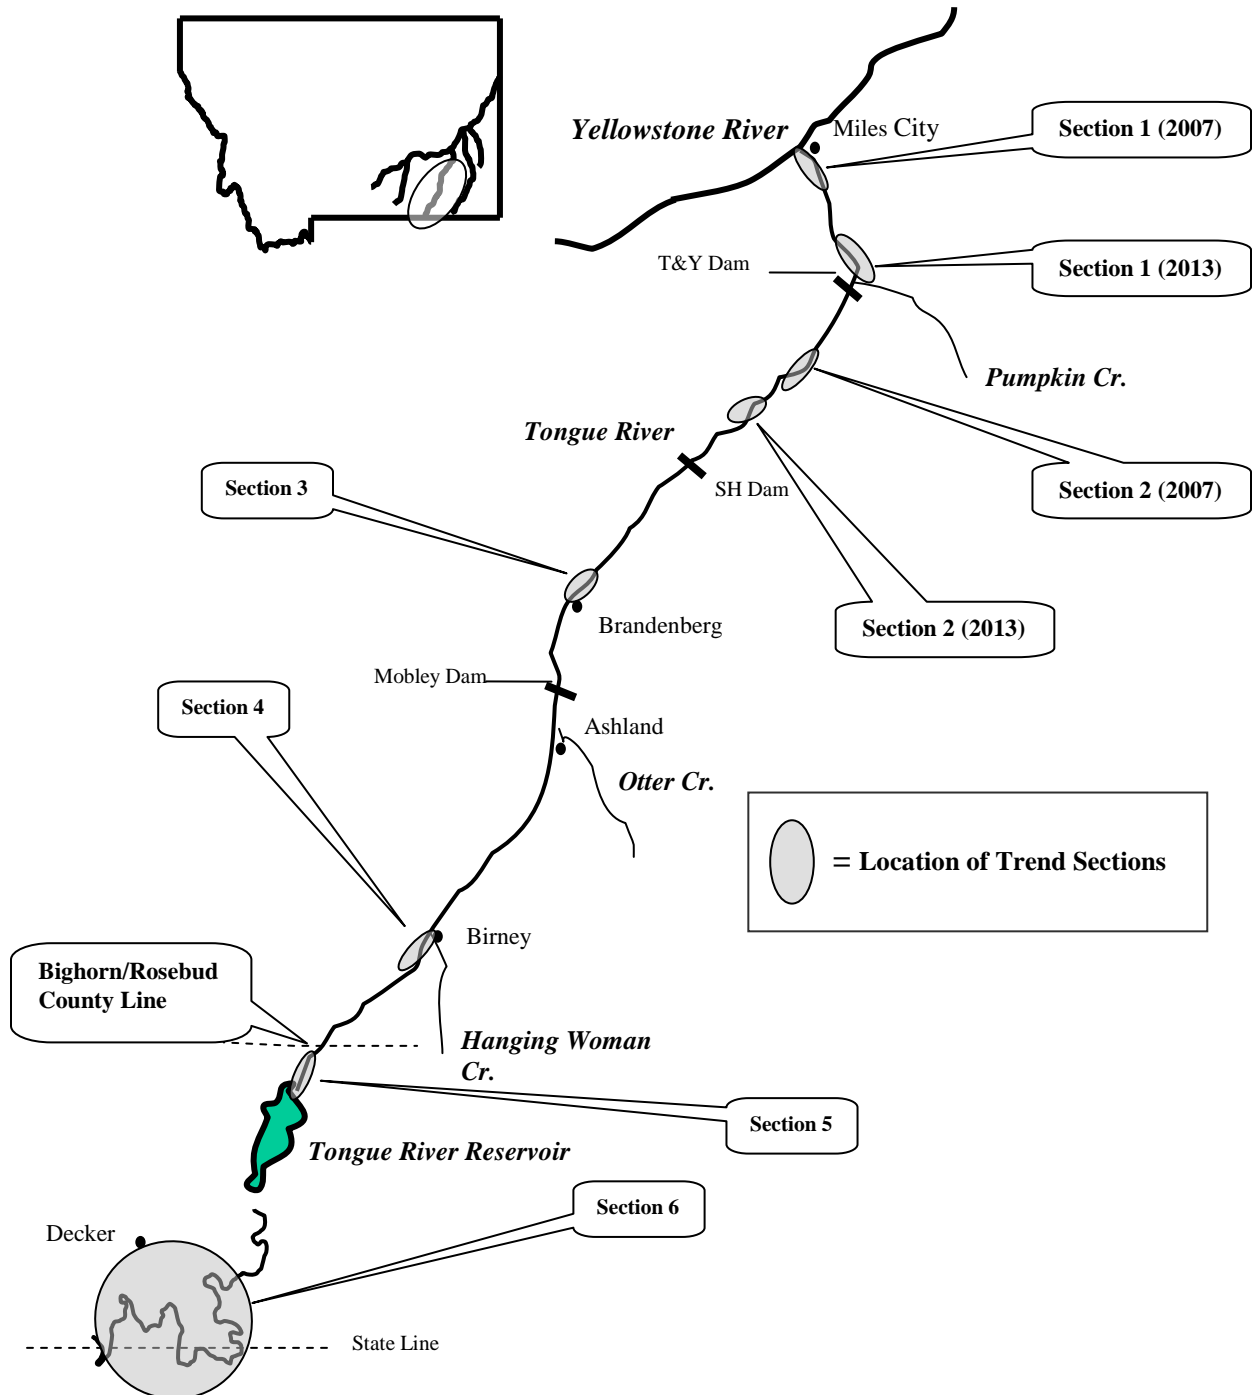 Yellowstone River
Miles City
Section 1 (2007)
T&Y Dam
Section 1 (2013)
Pumpkin Cr.
Tongue River
Section 3
SH Dam
Section 2 (2007)
Brandenberg
Section 2 (2013)
Mobley Dam
Section 4
Ashland
Otter Cr.
= Location of Trend Sections
Birney
Bighorn/Rosebud
County Line
Hanging Woman
Cr.
Section 5
Tongue River Reservoir
Section 6
Decker
State Line